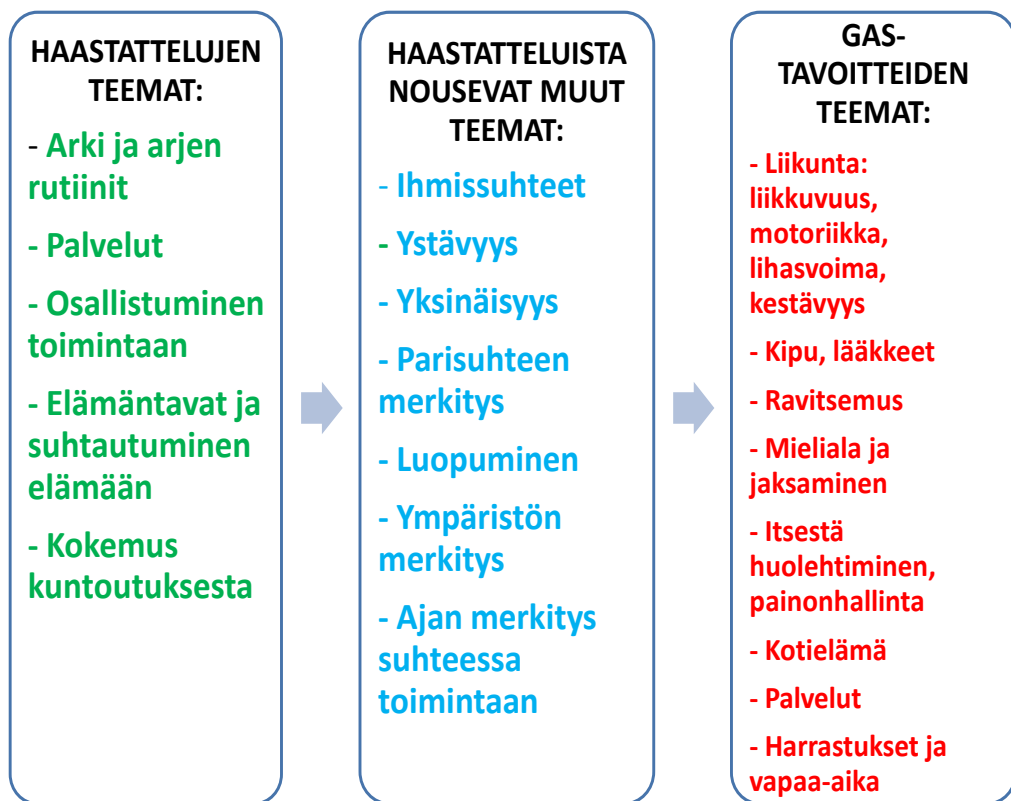 HAASTATTELUJEN
TEEMAT:
- Arki ja arjen
rutiinit
- Palvelut
- Osallistuminen
toimintaan
- Elämäntavat ja
suhtautuminen
elämään
- Kokemus
kuntoutuksesta
HAASTATTELUISTA
NOUSEVAT MUUT
TEEMAT:
- Ihmissuhteet
- Ystävyys
- Yksinäisyys
- Parisuhteen
merkitys
- Luopuminen
- Ympäristön
merkitys
- Ajan merkitys
suhteessa
toimintaan
GAS-
TAVOITTEIDEN
TEEMAT:
- Liikunta:
liikkuvuus,
motoriikka,
lihasvoima,
kestävyys
- Kipu, lääkkeet
- Ravitsemus
- Mieliala ja
jaksaminen
- Itsestä
huolehtiminen,
painonhallinta
- Kotielämä
- Palvelut
- Harrastukset ja
vapaa-aika